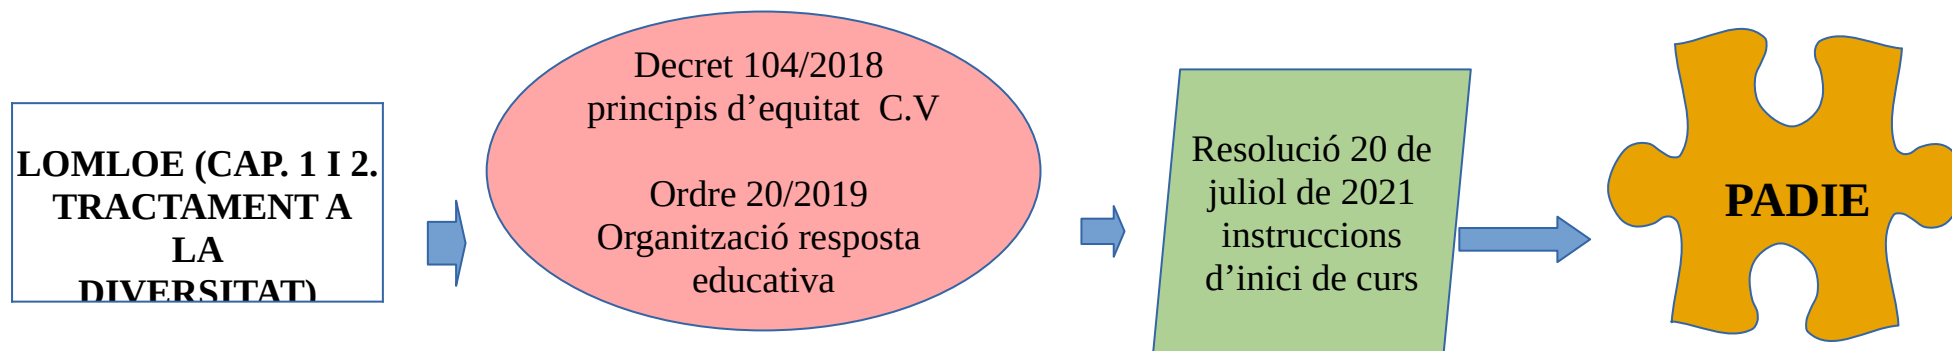 LOMLOE (CAP. 1 I 2.
TRACTAMENT A
LA
DIVERSITAT)
Decret 104/2018
principis d’equitat  C.V
Ordre 20/2019
Organització resposta
educativa
Resolució 20 de
juliol de 2021
instruccions
d’inici de curs
PADIE